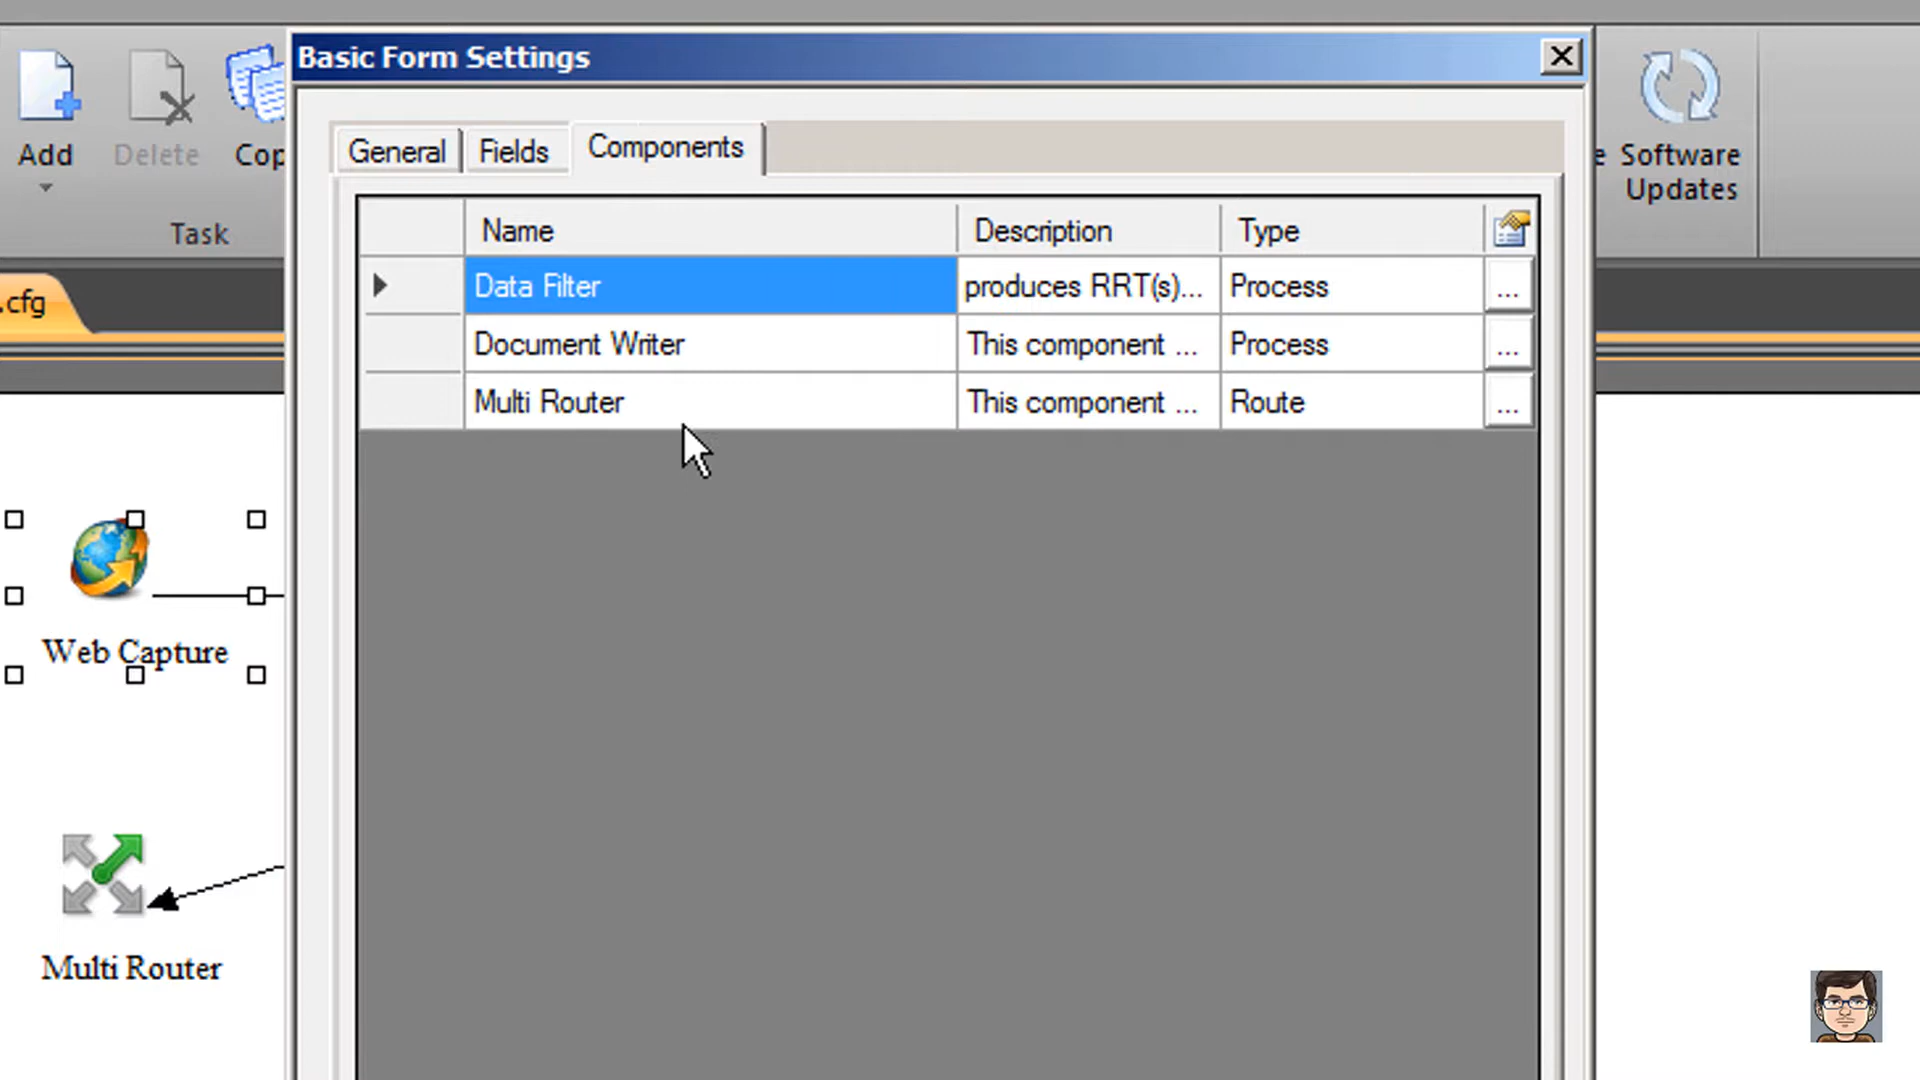 Basic Form Settings
Add
Delete
Cop
Task
e Software
Updates
General
Fields
Components
.cfg
Name
Description
Type
Data Filter
produces RRT(s)...
Process
...
Document Writer
This component ...
Process
...
Multi Router
This component ...
Route
...
Web Capture
Multi Router